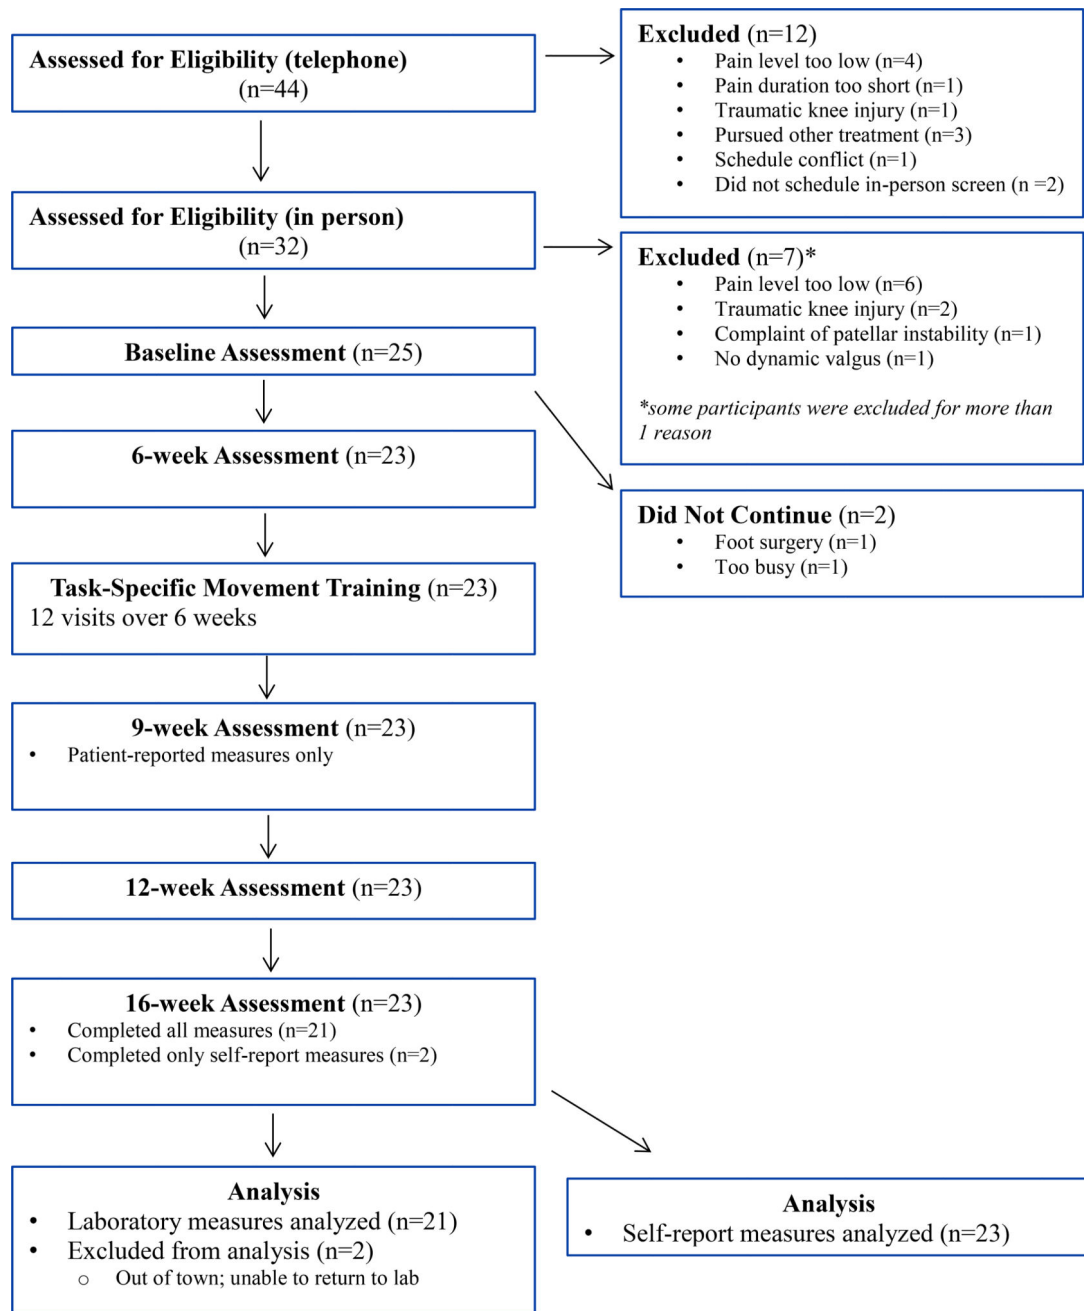 Assessed for Eligibility (telephone)
(n=44)
Excluded (n=12)
• Pain level too low (n=4)
• Pain duration too short (n=1)
• Traumatic knee injury (n=1)
• Pursued other treatment (n=3)
• Schedule conflict (n=1)
• Did not schedule in-person screen (n =2)
Assessed for Eligibility (in person)
(n=32)
Excluded (n=7)*
• Pain level too low (n=6)
• Traumatic knee injury (n=2)
• Complaint of patellar instability (n=1)
• No dynamic valgus (n=1)
*some participants were excluded for more than
1 reason
Baseline Assessment (n=25)
Did Not Continue (n=2)
• Foot surgery (n=1)
• Too busy (n=1)
6-week Assessment (n=23)
Task-Specific Movement Training (n=23)
12 visits over 6 weeks
9-week Assessment (n=23)
• Patient-reported measures only
12-week Assessment (n=23)
16-week Assessment (n=23)
• Completed all measures (n=21)
• Completed only self-report measures (n=2)
Analysis
• Laboratory measures analyzed (n=21)
• Excluded from analysis (n=2)
o Out of town; unable to return to lab
Analysis
• Self-report measures analyzed (n=23)